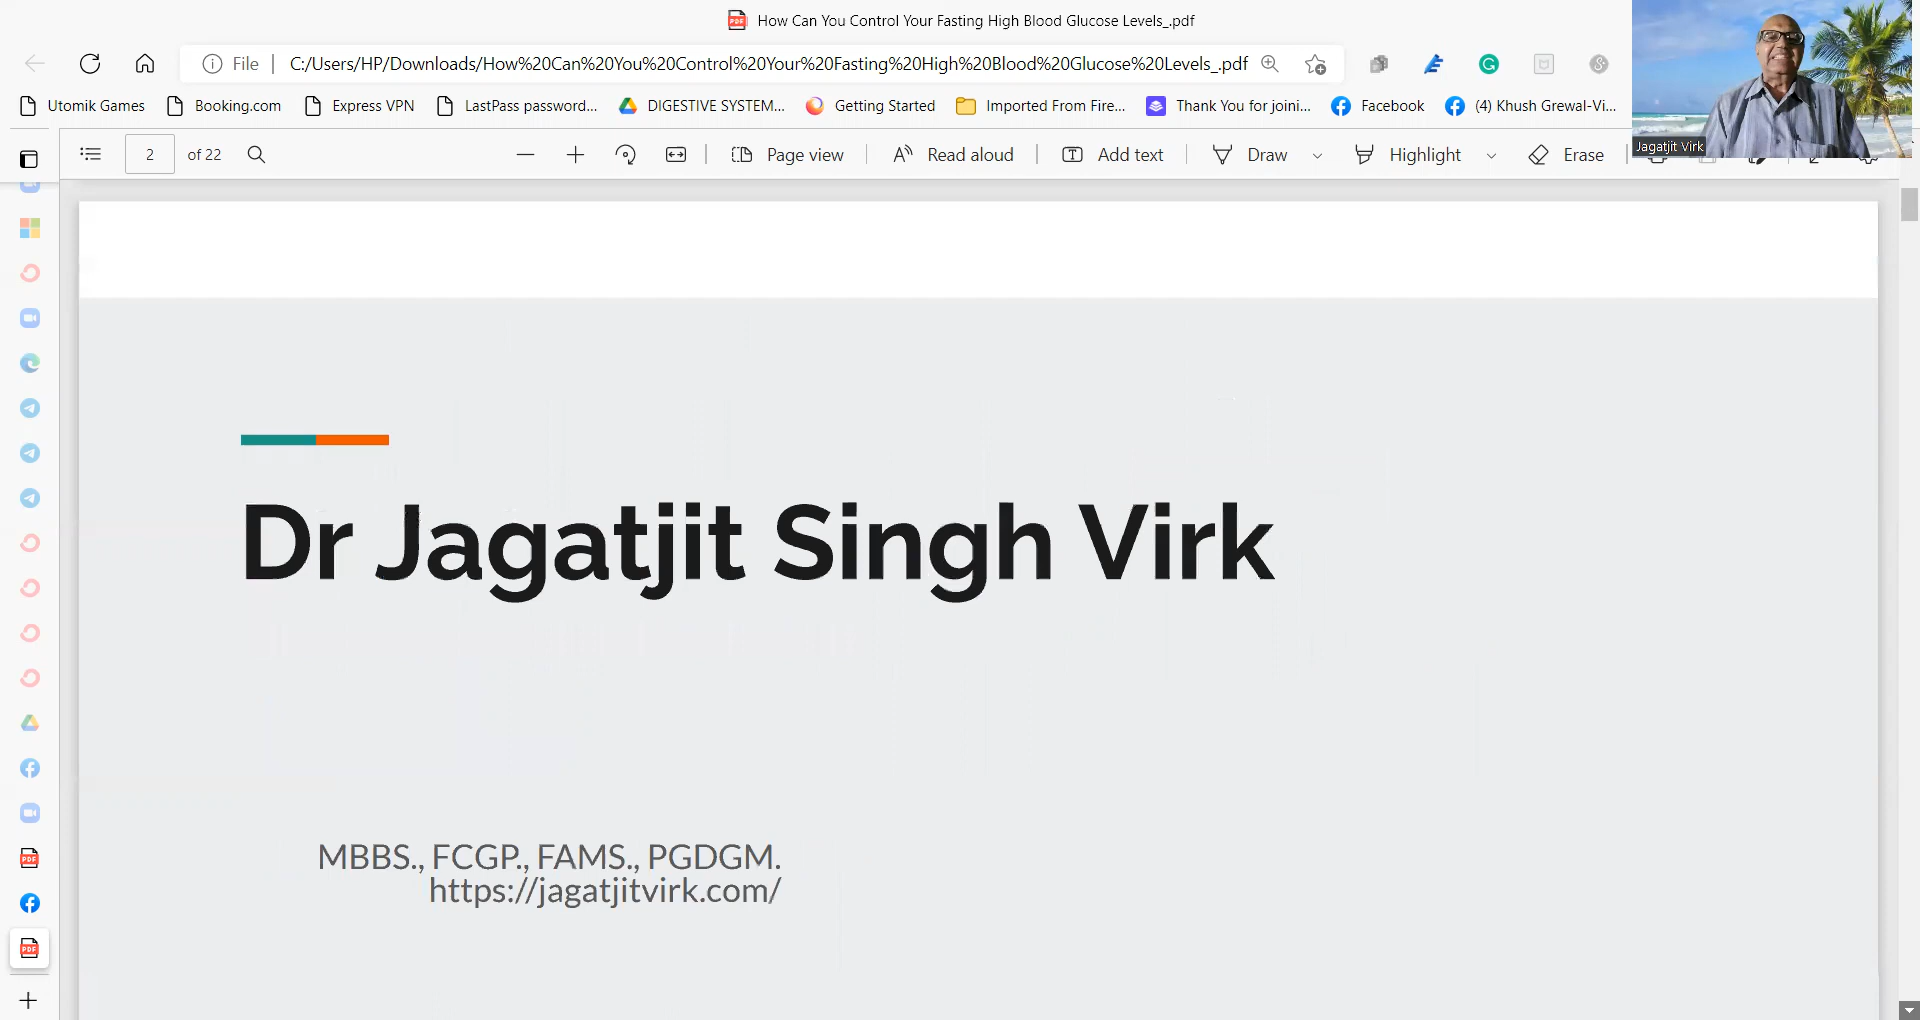 How Can You Control Your Fasting High Blood Glucose Levels_.pdf
File
C:/Users/HP/Downloads/How%20Can%20You%20Control%20Your%20Fasting%20High%20Blood%20Glucose%20Levels_.pdf
Utomik Games
Booking.com
Express VPN
LastPass password...
DIGESTIVE SYSTEM...
Getting Started
Imported From Fire...
Thank You for joini...
Facebook
(4) Khush Grewal-Vi...
Jagatjit Virk
2
of 22
Page view
Read aloud
Add text
Draw
Highlight
Erase
Dr Jagatjit Singh Virk
MBBS., FCGP., FAMS., PGDGM.
https://jagatjitvirk.com/